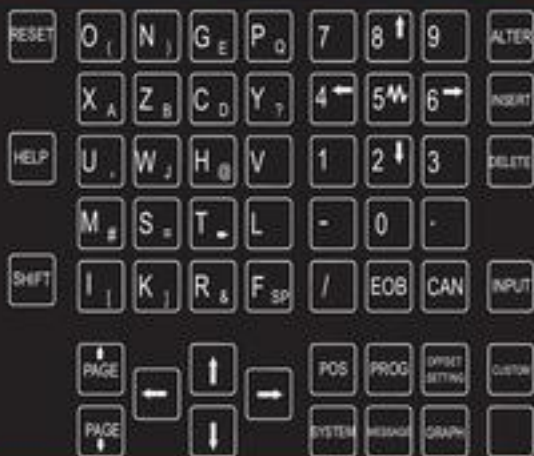 RESET O ( N ) G E P Q 7 8 ⬆ 9 ALTER
X A Z B C D Y ? 4 ⬅ 5 6 ➡ INSERT
HELP U , W J H @ V 1 2 ⬇ 3 DELETE
M # S = T L - 0 .
SHIFT I [ K ] R & F SP / EOB CAN INPUT
PAGE ⬅ ⬆ ➡ POS PROG OFFSET SETTING CUSTOM
PAGE ⬇ SYSTEM MESSAGE GRAPH